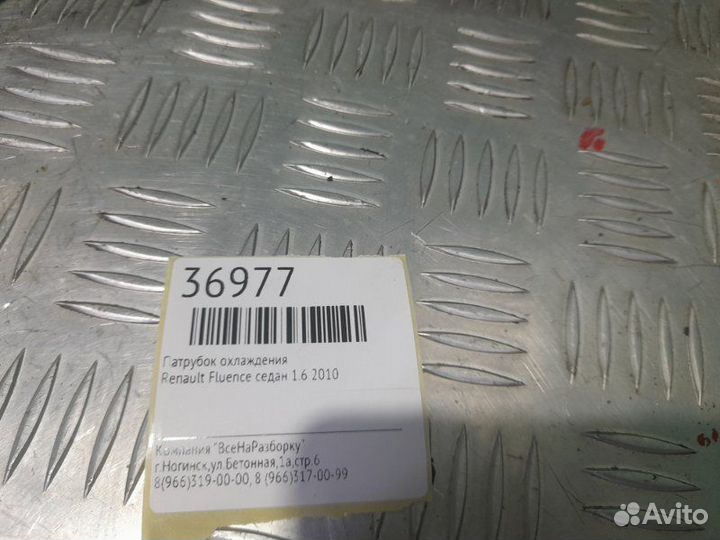 36977
Патрубок охлаждения
Renault Fluence седан 1.6 2010
Компания "ВсеНаРазборку"
г.Ногинск,ул.Бетонная,1а,стр.6
8(966)319-00-00, 8 (966)317-00-99
Avito